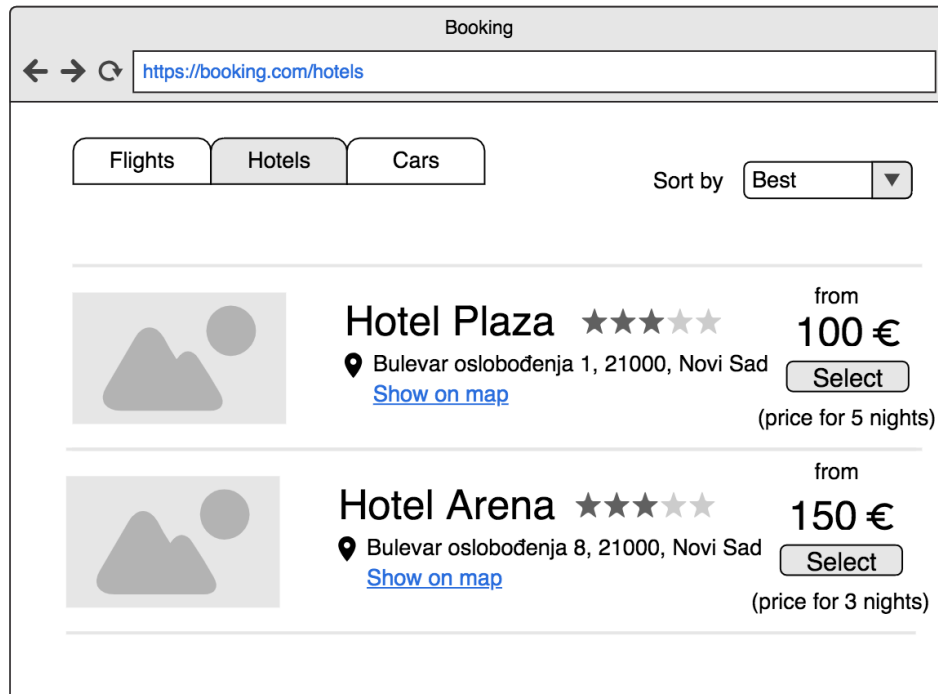 Booking
https://booking.com/hotels
Flights Hotels Cars
Sort by Best
Hotel Plaza
Bulevar oslobođenja 1, 21000, Novi Sad
Show on map
from
100 €
Select
(price for 5 nights)
Hotel Arena
Bulevar oslobođenja 8, 21000, Novi Sad
Show on map
from
150 €
Select
(price for 3 nights)